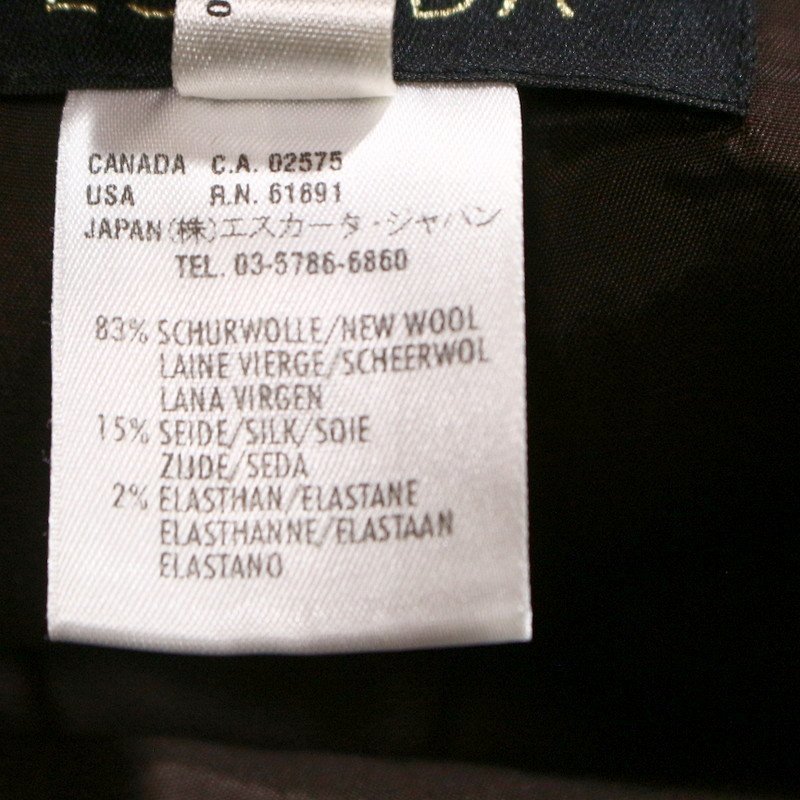 CANADA C.A. 02575
USA R.N. 61691
JAPAN (株)エスカータ・ジャパン
TEL. 03-5786-6860
83% SCHURWOLLE/NEW WOOL
LAINE VIERGE/SCHEERWOL
LANA VIRGEN
15% SEIDE/SILK/SOIE
ZIJDE/SEDA
2% ELASTHAN/ELASTANE
ELASTHANNE/ELASTAAN
ELASTANO